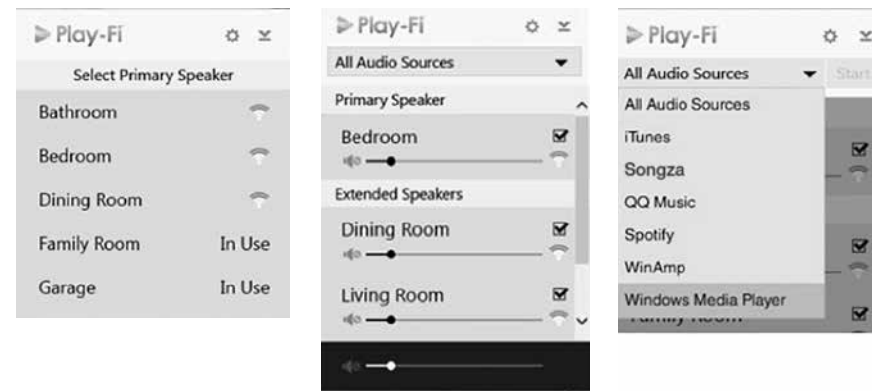 Play-Fi
Select Primary Speaker
Bathroom
Bedroom
Dining Room
Family Room In Use
Garage In Use
Play-Fi
All Audio Sources
Primary Speaker
Bedroom
Extended Speakers
Dining Room
Living Room
Play-Fi
All Audio Sources Start
All Audio Sources
iTunes
Songza
QQ Music
Spotify
WinAmp
Windows Media Player
Family Room